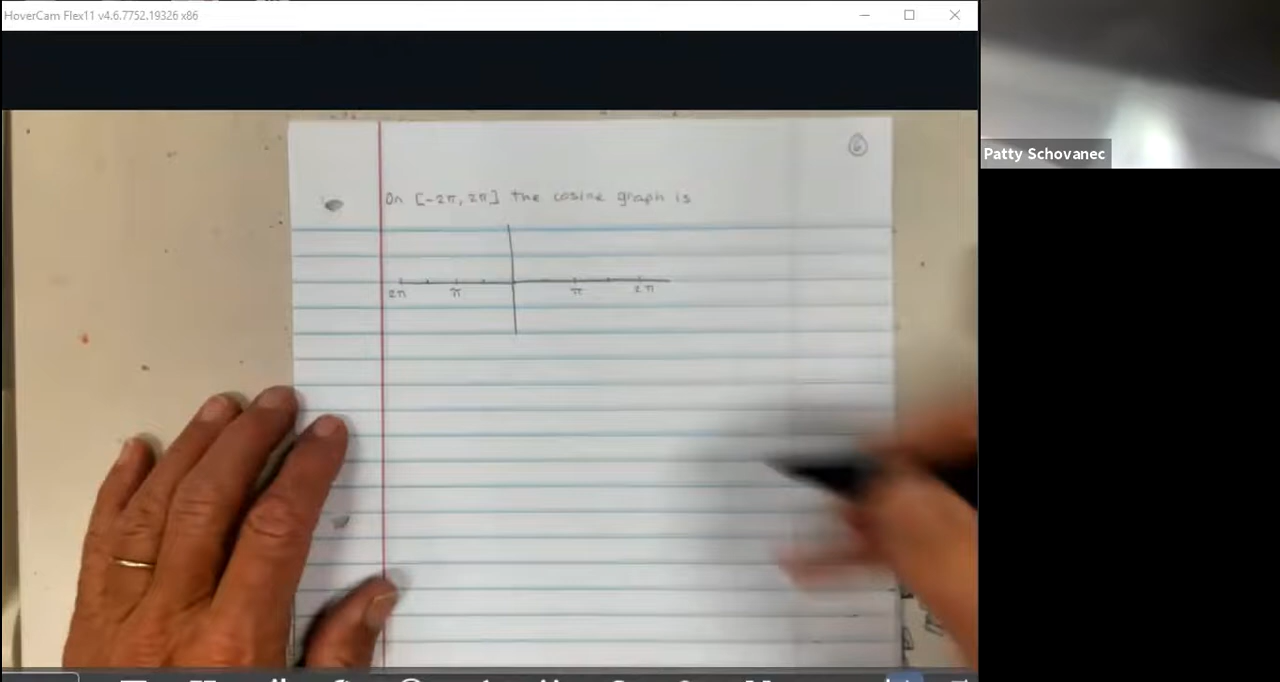 HoverCam Flex11 v4.6.7752.19326 x86
Patty Schovanec
6
On [-2π, 2π] the cosine graph is
2π π π 2π